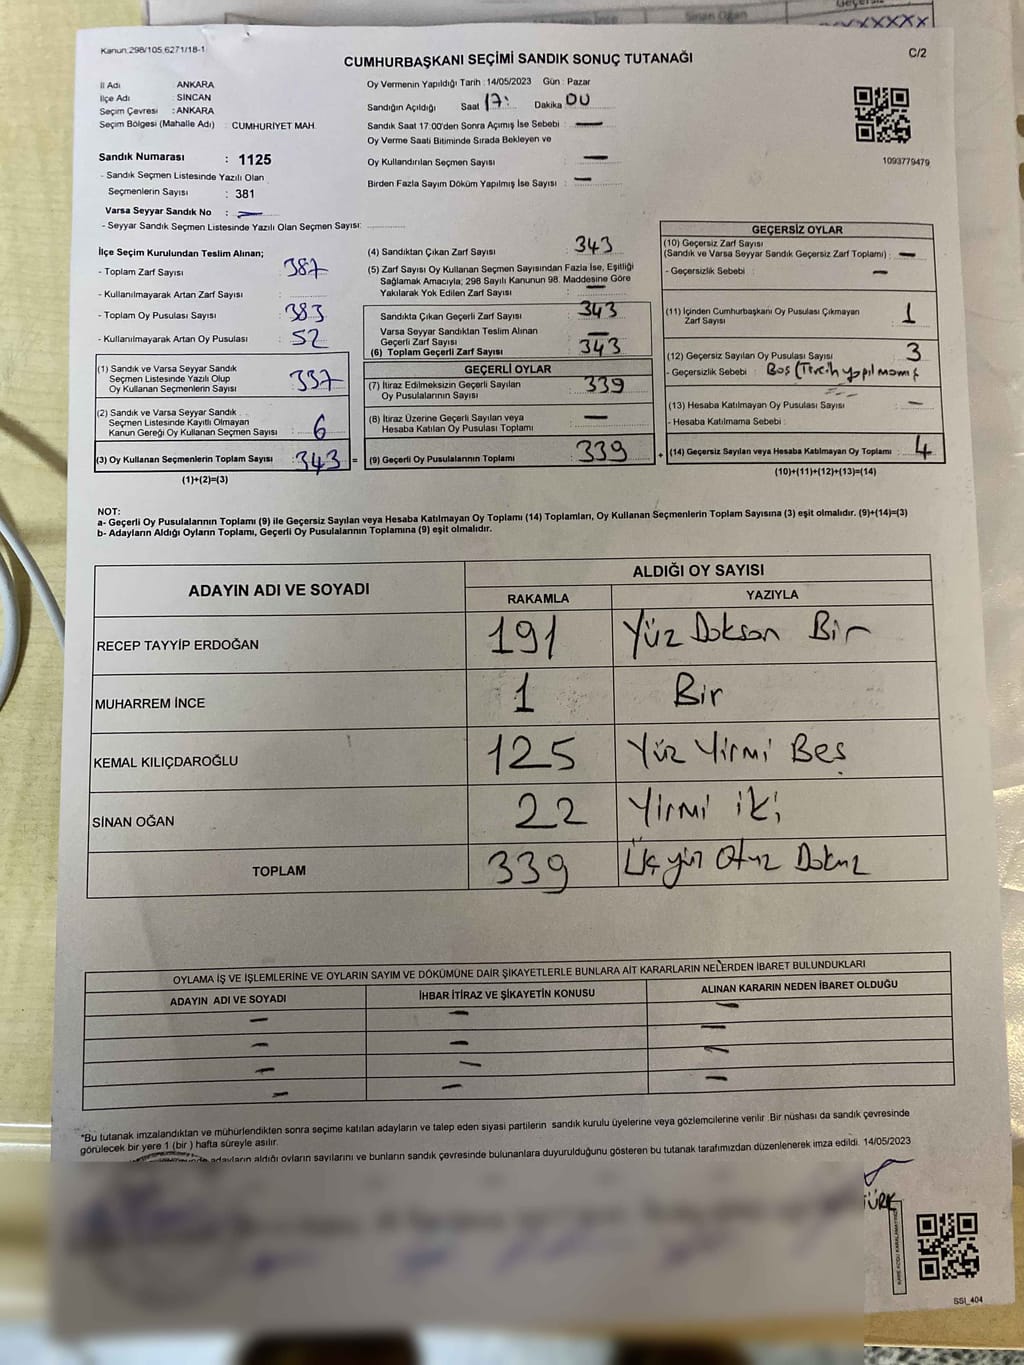 Geçersiz
Sinan Oğan
XXXXX
Kanun:298/105,6271/18-1
CUMHURBAŞKANI SEÇİMİ SANDIK SONUÇ TUTANAĞI
C/2
İl Adı ANKARA
İlçe Adı : SİNCAN
Seçim Çevresi : ANKARA
Seçim Bölgesi (Mahalle Adı) : CUMHURİYET MAH.
Oy Vermenin Yapıldığı Tarih : 14/05/2023 Gün : Pazar
Sandığın Açıldığı Saat 17: Dakika 00
Sandık Saat 17:00'den Sonra Açımış İse Sebebi : —
Oy Verme Saati Bitiminde Sırada Bekleyen ve
Oy Kullandırılan Seçmen Sayısı : —
Birden Fazla Sayım Döküm Yapılmış İse Sayısı : —
1093779479
Sandık Numarası : 1125
- Sandık Seçmen Listesinde Yazılı Olan
Seçmenlerin Sayısı : 381
Varsa Seyyar Sandık No : —
- Seyyar Sandık Seçmen Listesinde Yazılı Olan Seçmen Sayısı:
İlçe Seçim Kurulundan Teslim Alınan;
- Toplam Zarf Sayısı : 387
- Kullanılmayarak Artan Zarf Sayısı :
- Toplam Oy Pusulası Sayısı : 383
- Kullanılmayarak Artan Oy Pusulası : 52
(1) Sandık ve Varsa Seyyar Sandık
Seçmen Listesinde Yazılı Olup
Oy Kullanan Seçmenlerin Sayısı : 337
(2) Sandık ve Varsa Seyyar Sandık
Seçmen Listesinde Kayıtlı Olmayan
Kanun Gereği Oy Kullanan Seçmen Sayısı : 6
(3) Oy Kullanan Seçmenlerin Toplam Sayısı : 343 =
(1)+(2)=(3)
(4) Sandıktan Çıkan Zarf Sayısı : 343
(5) Zarf Sayısı Oy Kullanan Seçmen Sayısından Fazla İse, Eşitliği
Sağlamak Amacıyla; 298 Sayılı Kanunun 98. Maddesine Göre
Yakılarak Yok Edilen Zarf Sayısı : —
Sandıkta Çıkan Geçerli Zarf Sayısı : 343
Varsa Seyyar Sandıktan Teslim Alınan
Geçerli Zarf Sayısı : —
(6) Toplam Geçerli Zarf Sayısı : 343
GEÇERLİ OYLAR
(7) İtiraz Edilmeksizin Geçerli Sayılan
Oy Pusulalarının Sayısı : 339
(8) İtiraz Üzerine Geçerli Sayılan veya
Hesaba Katılan Oy Pusulası Toplamı : —
(9) Geçerli Oy Pusulalarının Toplamı : 339 +
GEÇERSİZ OYLAR
(10) Geçersiz Zarf Sayısı
(Sandık ve Varsa Seyyar Sandık Geçersiz Zarf Toplamı) : —
- Geçersizlik Sebebi : —
(11) İçinden Cumhurbaşkanı Oy Pusulası Çıkmayan
Zarf Sayısı : 1
(12) Geçersiz Sayılan Oy Pusulası Sayısı : 3
- Geçersizlik Sebebi : Boş (Tercih yapılmamış
(13) Hesaba Katılmayan Oy Pusulası Sayısı : —
- Hesaba Katılmama Sebebi :
(14) Geçersiz Sayılan veya Hesaba Katılmayan Oy Toplamı : 4
(10)+(11)+(12)+(13)=(14)
NOT:
a- Geçerli Oy Pusulalarının Toplamı (9) ile Geçersiz Sayılan veya Hesaba Katılmayan Oy Toplamı (14) Toplamları, Oy Kullanan Seçmenlerin Toplam Sayısına (3) eşit olmalıdır. (9)+(14)=(3)
b- Adayların Aldığı Oyların Toplamı, Geçerli Oy Pusulalarının Toplamına (9) eşit olmalıdır.
ADAYIN ADI VE SOYADI ALDIĞI OY SAYISI
RAKAMLA YAZIYLA
RECEP TAYYİP ERDOĞAN 191 Yüz Doksan Bir
MUHARREM İNCE 1 Bir
KEMAL KILIÇDAROĞLU 125 Yüz Yirmi Beş
SİNAN OĞAN 22 Yirmi iki
TOPLAM 339 Üçyüz Otuz Dokuz
OYLAMA İŞ VE İŞLEMLERİNE VE OYLARIN SAYIM VE DÖKÜMÜNE DAİR ŞİKAYETLERLE BUNLARA AİT KARARLARIN NELERDEN İBARET BULUNDUKLARI
ADAYIN ADI VE SOYADI İHBAR İTİRAZ VE ŞİKAYETİN KONUSU ALINAN KARARIN NEDEN İBARET OLDUĞU
— — —
— — —
— — —
— — —
*Bu tutanak imzalandıktan ve mühürlendikten sonra seçime katılan adayların ve talep eden siyasi partilerin sandık kurulu üyelerine veya gözlemcilerine verilir .Bir nüshası da sandık çevresinde
görülecek bir yere 1 (bir ) hafta süreyle asılır.
adayların aldığı oyların sayılarını ve bunların sandık çevresinde bulunanlara duyurulduğunu gösteren bu tutanak tarafımızdan düzenlenerek imza edildi. 14/05/2023
TÜRK
SSI_404